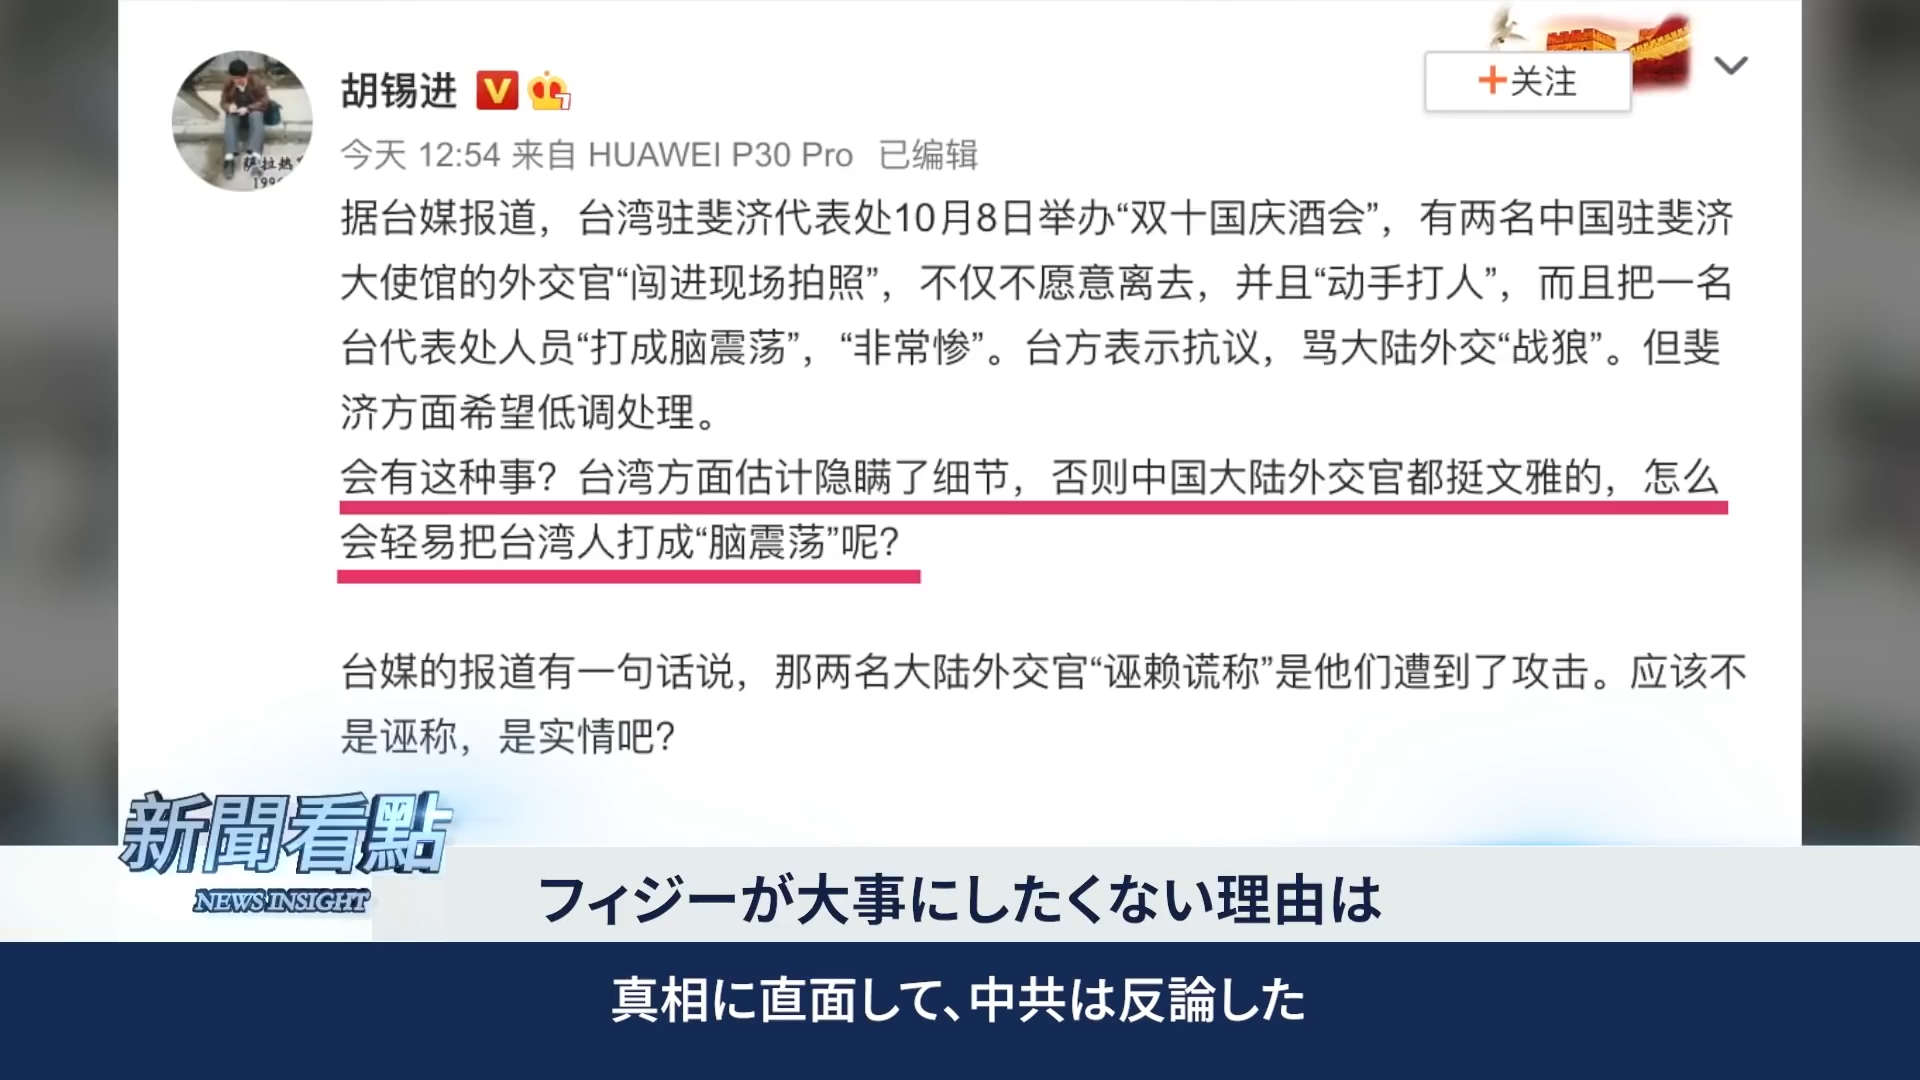 胡锡进
V
7
+关注
今天 12:54 来自 HUAWEI P30 Pro 已编辑
萨拉热
199
据台媒报道，台湾驻斐济代表处10月8日举办“双十国庆酒会”，有两名中国驻斐济
大使馆的外交官“闯进现场拍照”，不仅不愿意离去，并且“动手打人”，而且把一名
台代表处人员“打成脑震荡”，“非常惨”。台方表示抗议，骂大陆外交“战狼”。但斐
济方面希望低调处理。
会有这种事？台湾方面估计隐瞒了细节，否则中国大陆外交官都挺文雅的，怎么
会轻易把台湾人打成“脑震荡”呢？
台媒的报道有一句话说，那两名大陆外交官“诬赖谎称”是他们遭到了攻击。应该不
是诬称，是实情吧？
新聞看點
NEWS INSIGHT
フィジーが大事にしたくない理由は
真相に直面して、中共は反論した